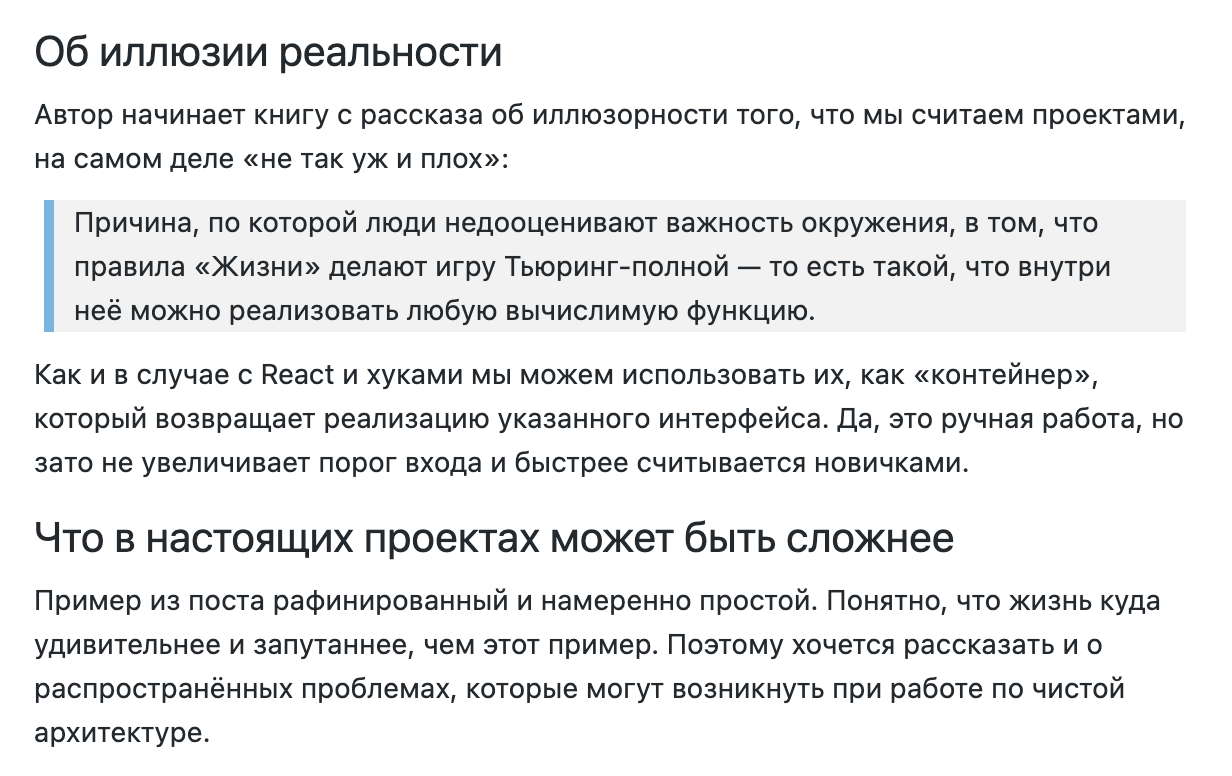 Об иллюзии реальности
Автор начинает книгу с рассказа об иллюзорности того, что мы считаем проектами,
на самом деле «не так уж и плох»:
Причина, по которой люди недооценивают важность окружения, в том, что
правила «Жизни» делают игру Тьюринг-полной — то есть такой, что внутри
неё можно реализовать любую вычислимую функцию.
Как и в случае с React и хуками мы можем использовать их, как «контейнер»,
который возвращает реализацию указанного интерфейса. Да, это ручная работа, но
зато не увеличивает порог входа и быстрее считывается новичками.
Что в настоящих проектах может быть сложнее
Пример из поста рафинированный и намеренно простой. Понятно, что жизнь куда
удивительнее и запутаннее, чем этот пример. Поэтому хочется рассказать и о
распространённых проблемах, которые могут возникнуть при работе по чистой
архитектуре.